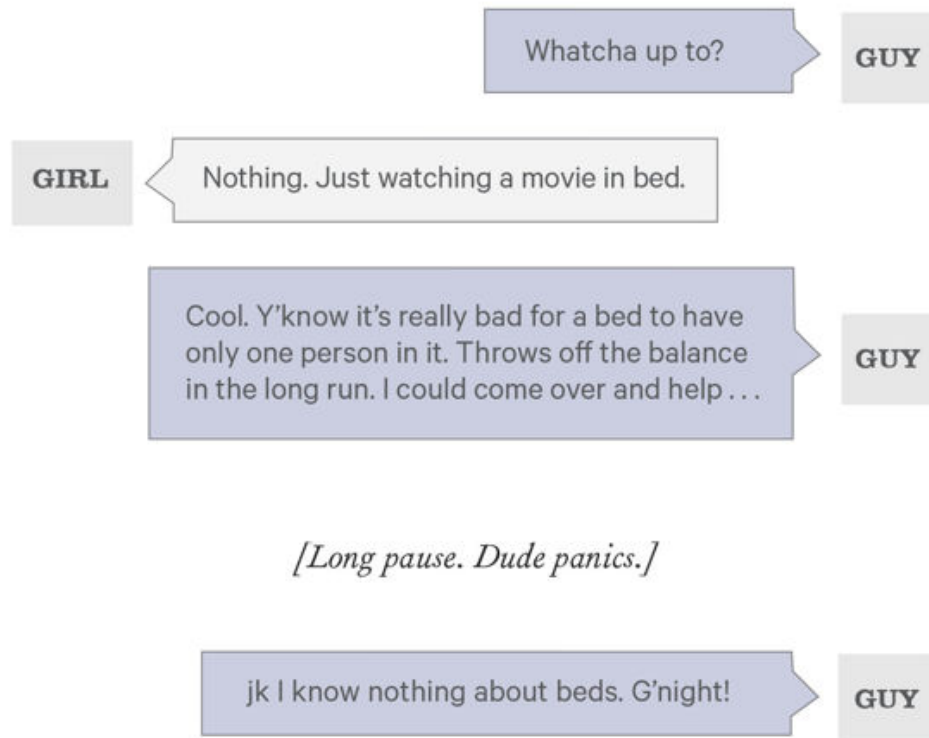 Whatcha up to?
GUY
GIRL
Nothing. Just watching a movie in bed.
Cool. Y’know it’s really bad for a bed to have
only one person in it. Throws off the balance
in the long run. I could come over and help . . .
GUY
[Long pause. Dude panics.]
jk I know nothing about beds. G’night!
GUY